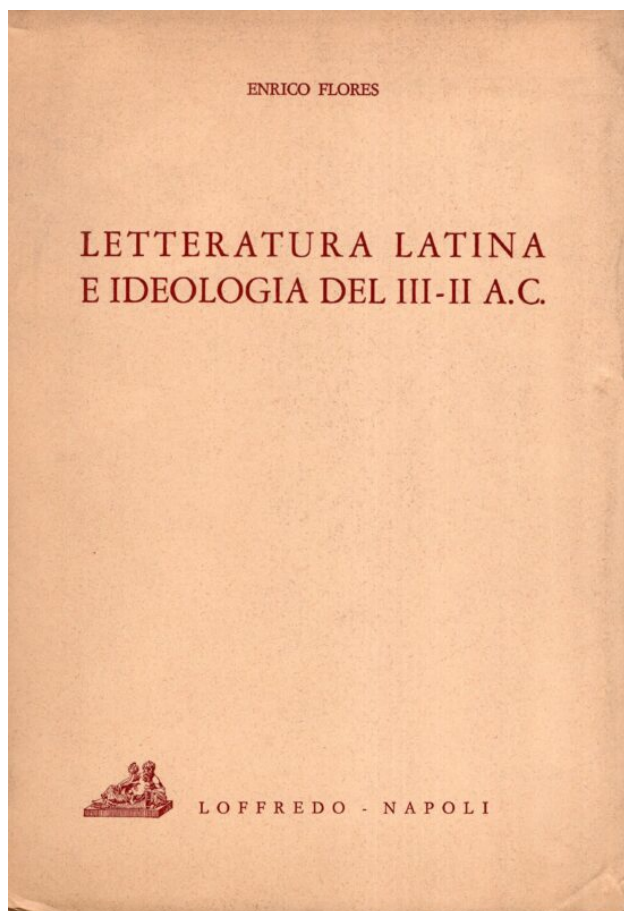 ENRICO FLORES
LETTERATURA LATINA
E IDEOLOGIA DEL III-II A.C.
LOFFREDO - NAPOLI